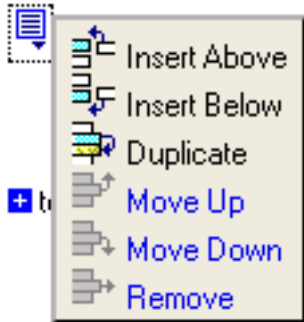 Insert Above
Insert Below
Duplicate
Move Up
Move Down
Remove